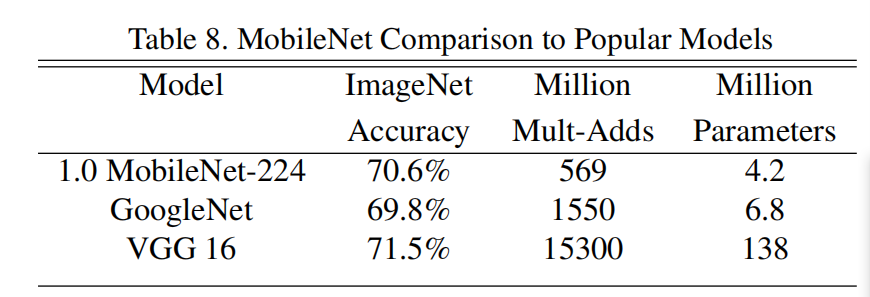 Table 8. MobileNet Comparison to Popular Models
Model ImageNet Million Million
Accuracy Mult-Adds Parameters
1.0 MobileNet-224 70.6% 569 4.2
GoogleNet 69.8% 1550 6.8
VGG 16 71.5% 15300 138